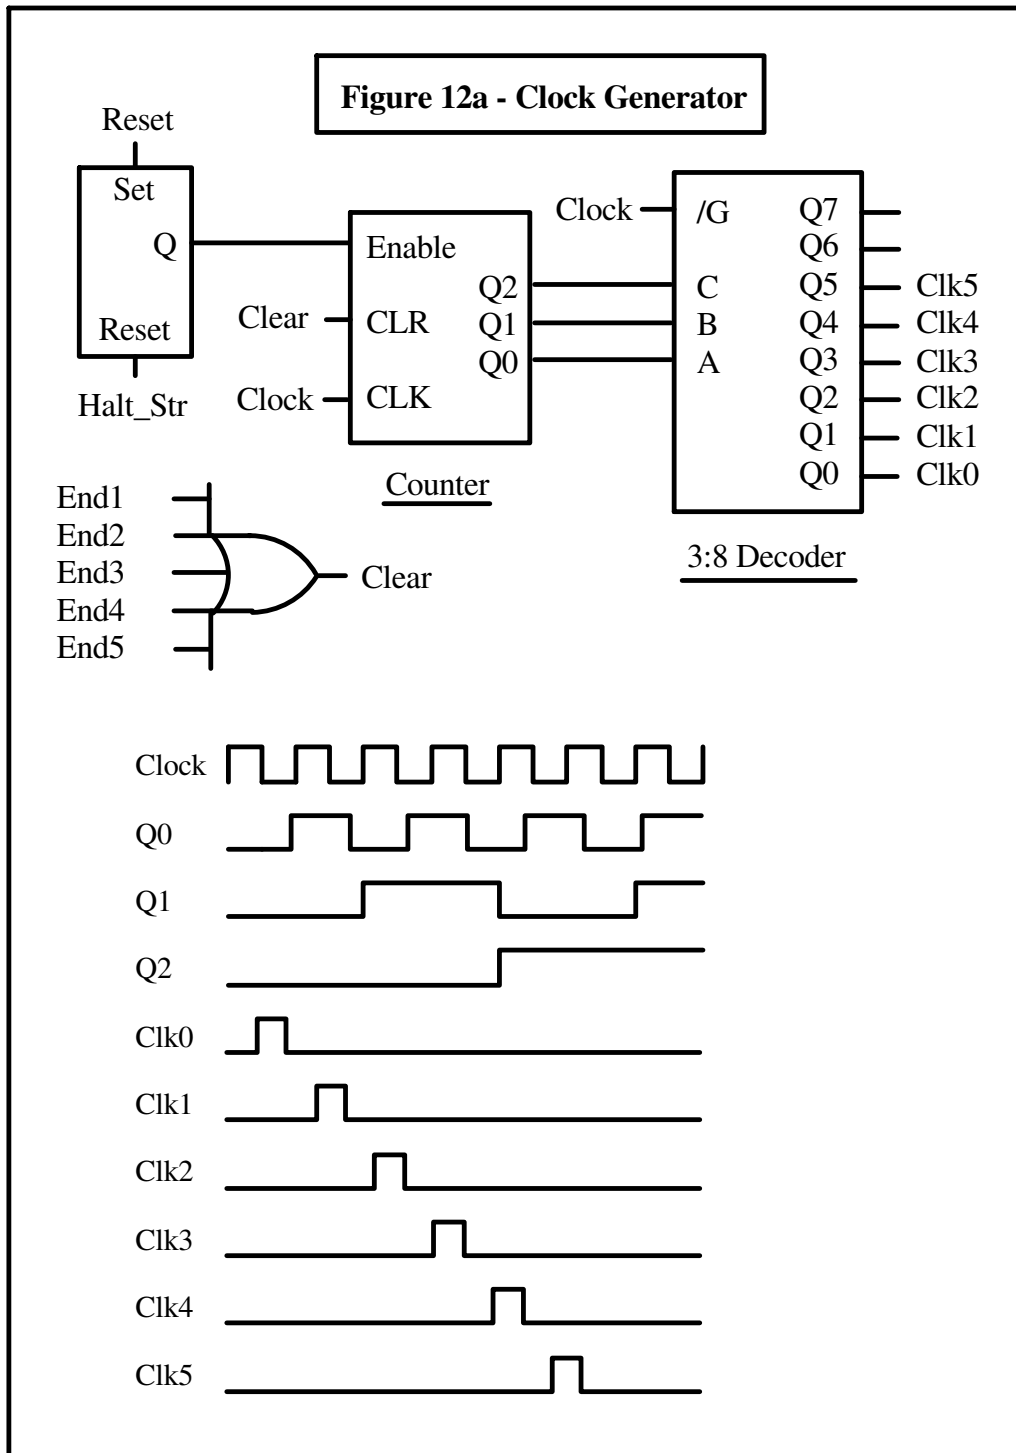 Figure 12a - Clock Generator
Reset
Set
Q
Reset
Halt_Str
Enable
Clear
CLR
Clock
CLK
Q2
Q1
Q0
Counter
Clock
/G
C
B
A
Q7
Q6
Q5
Clk5
Q4
Clk4
Q3
Clk3
Q2
Clk2
Q1
Clk1
Q0
Clk0
3:8 Decoder
End1
End2
End3
End4
End5
Clear
Clock
Q0
Q1
Q2
Clk0
Clk1
Clk2
Clk3
Clk4
Clk5